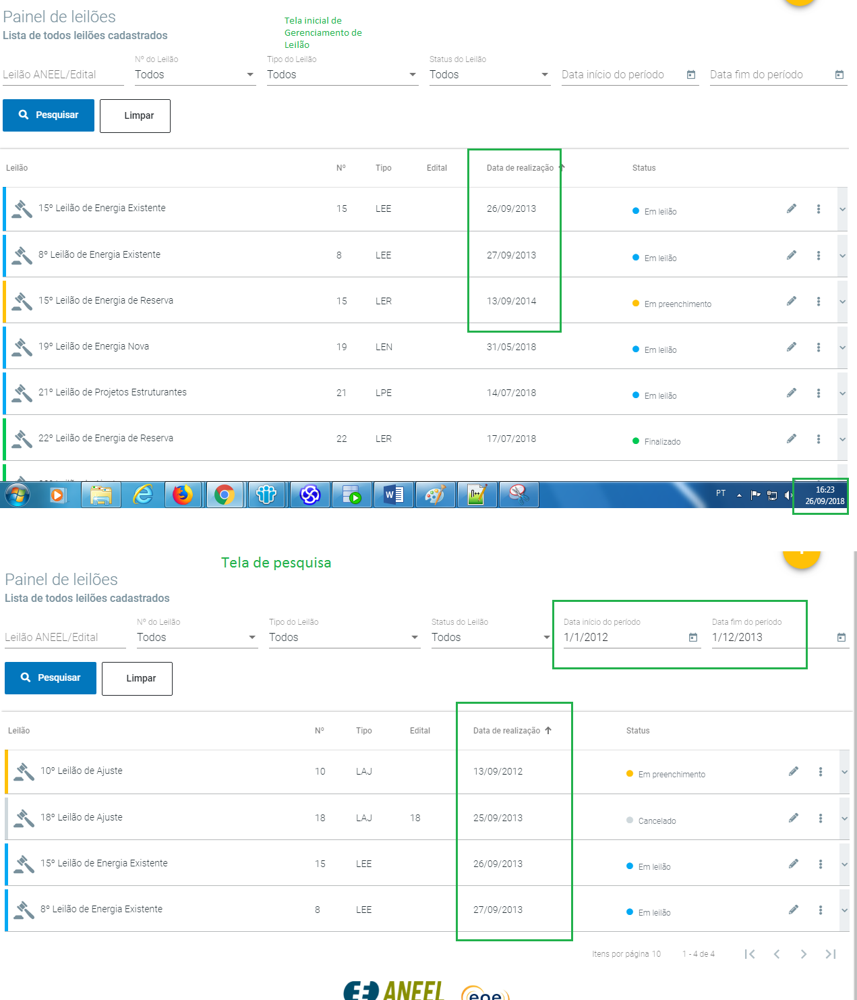 Painel de leilões
Lista de todos leilões cadastrados
Tela inicial de
Gerenciamento de
Leilão
Nº do Leilão Tipo do Leilão Status do Leilão
Leilão ANEEL/Edital Todos Todos Todos Data início do período Data fim do período
Pesquisar Limpar
Leilão Nº Tipo Edital Data de realização Status
15º Leilão de Energia Existente 15 LEE 26/09/2013 Em leilão
8º Leilão de Energia Existente 8 LEE 27/09/2013 Em leilão
15º Leilão de Energia de Reserva 15 LER 13/09/2014 Em preenchimento
19º Leilão de Energia Nova 19 LEN 31/05/2018 Em leilão
21º Leilão de Projetos Estruturantes 21 LPE 14/07/2018 Em leilão
22º Leilão de Energia de Reserva 22 LER 17/07/2018 Finalizado
PT 16:23
26/09/2018
Tela de pesquisa
Painel de leilões
Lista de todos leilões cadastrados
Nº do Leilão Tipo do Leilão Status do Leilão Data início do período Data fim do período
Leilão ANEEL/Edital Todos Todos Todos 1/1/2012 1/12/2013
Pesquisar Limpar
Leilão Nº Tipo Edital Data de realização Status
10º Leilão de Ajuste 10 LAJ 13/09/2012 Em preenchimento
18º Leilão de Ajuste 18 LAJ 18 25/09/2013 Cancelado
15º Leilão de Energia Existente 15 LEE 26/09/2013 Em leilão
8º Leilão de Energia Existente 8 LEE 27/09/2013 Em leilão
Itens por página 10 1 - 4 de 4
ANEEL